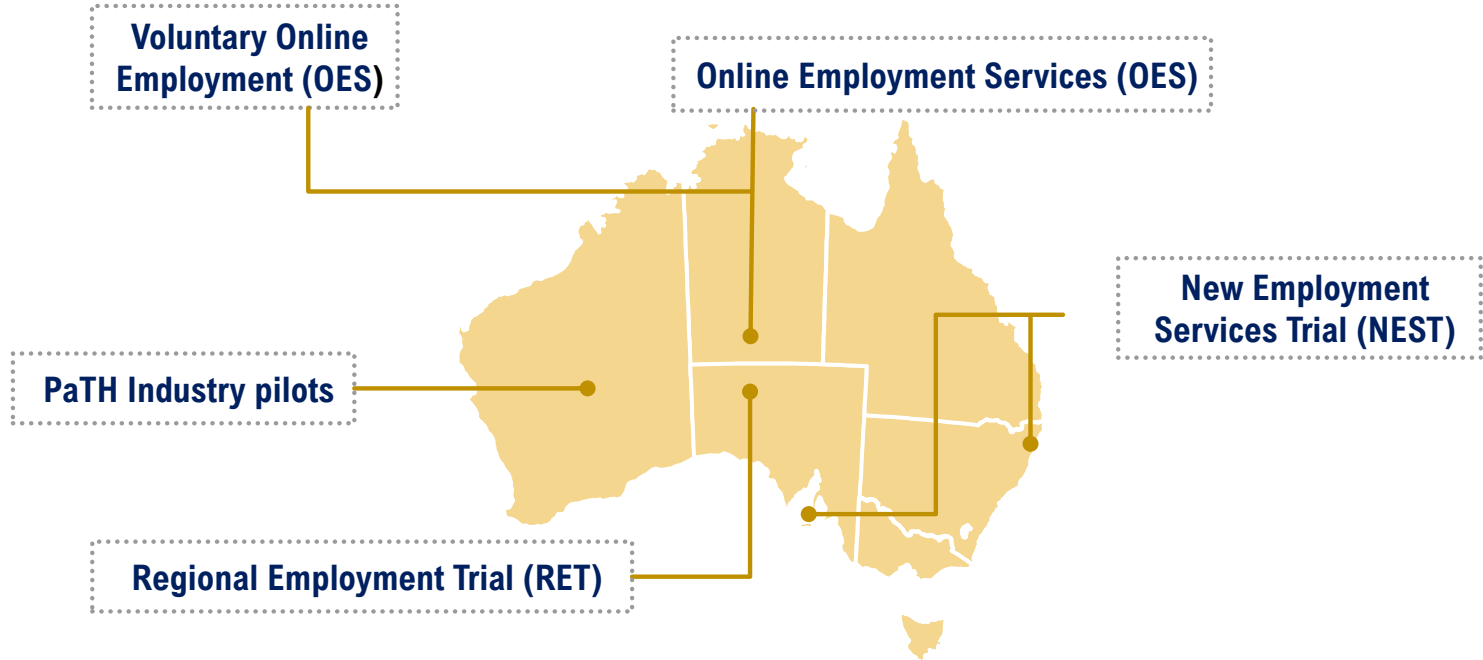 Voluntary Online
Employment (OES)
Online Employment Services (OES)
New Employment
Services Trial (NEST)
PaTH Industry pilots
Regional Employment Trial (RET)